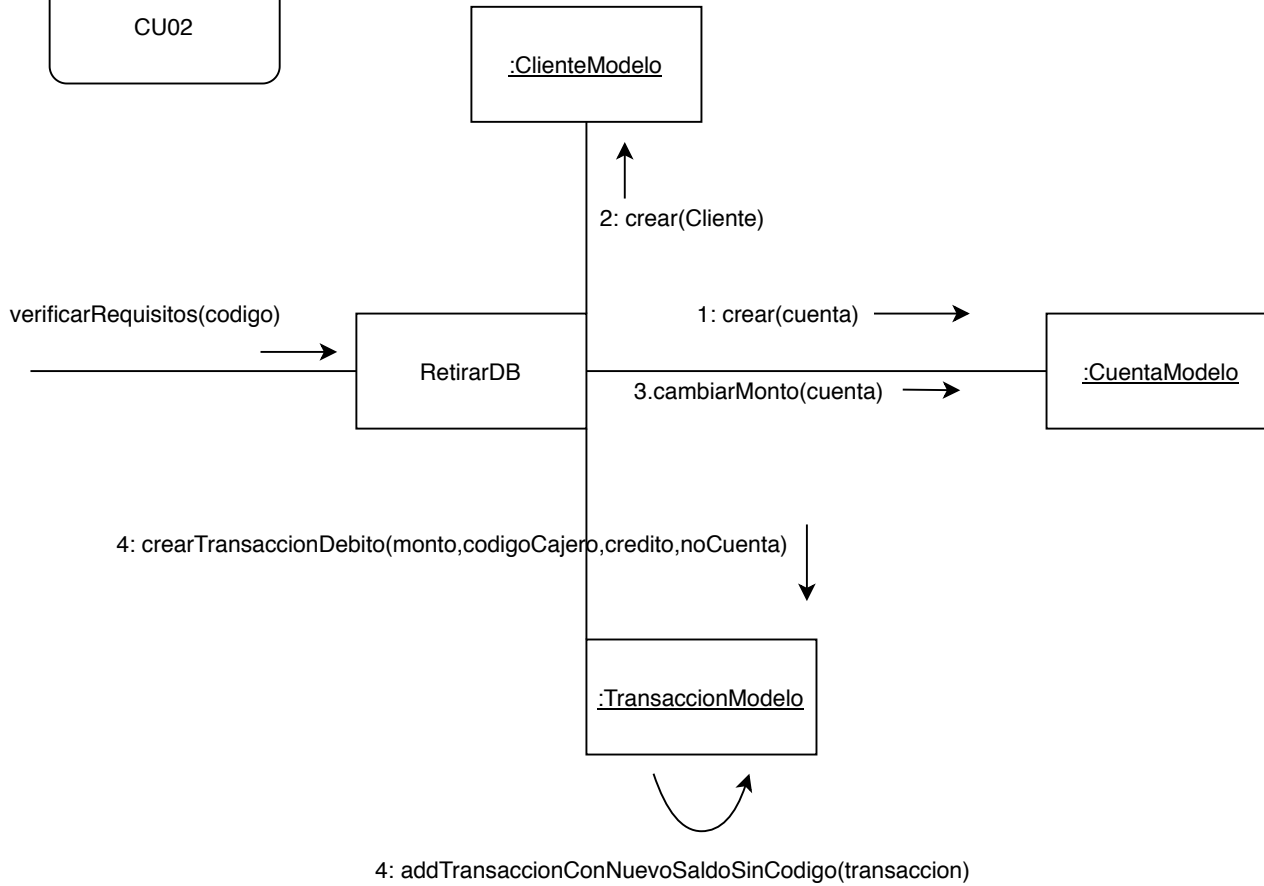 CU02
:ClienteModelo
2: crear(Cliente)
verificarRequisitos(codigo)
1: crear(cuenta)
RetirarDB
:CuentaModelo
3.cambiarMonto(cuenta)
4: crearTransaccionDebito(monto,codigoCajero,credito,noCuenta)
:TransaccionModelo
4: addTransaccionConNuevoSaldoSinCodigo(transaccion)